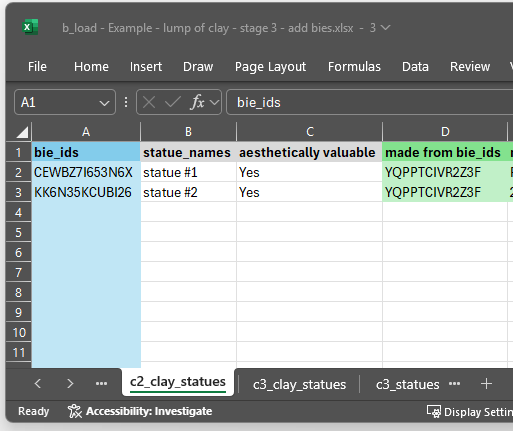 b_load - Example - lump of clay - stage 3 - add bies.xlsx - 3
File Home Insert Draw Page Layout Formulas Data Review
A1 fx bie_ids
A B C D
1 bie_ids statue_names aesthetically valuable made from bie_ids
2 CEWBZ7I653N6X statue #1 Yes YQPPTCIVR2Z3F
3 KK6N35KCUBI26 statue #2 Yes YQPPTCIVR2Z3F 2
4
5
6
7
8
9
10
11
... c2_clay_statues c3_clay_statues c3_statues ... +
Ready Accessibility: Investigate Display Settin